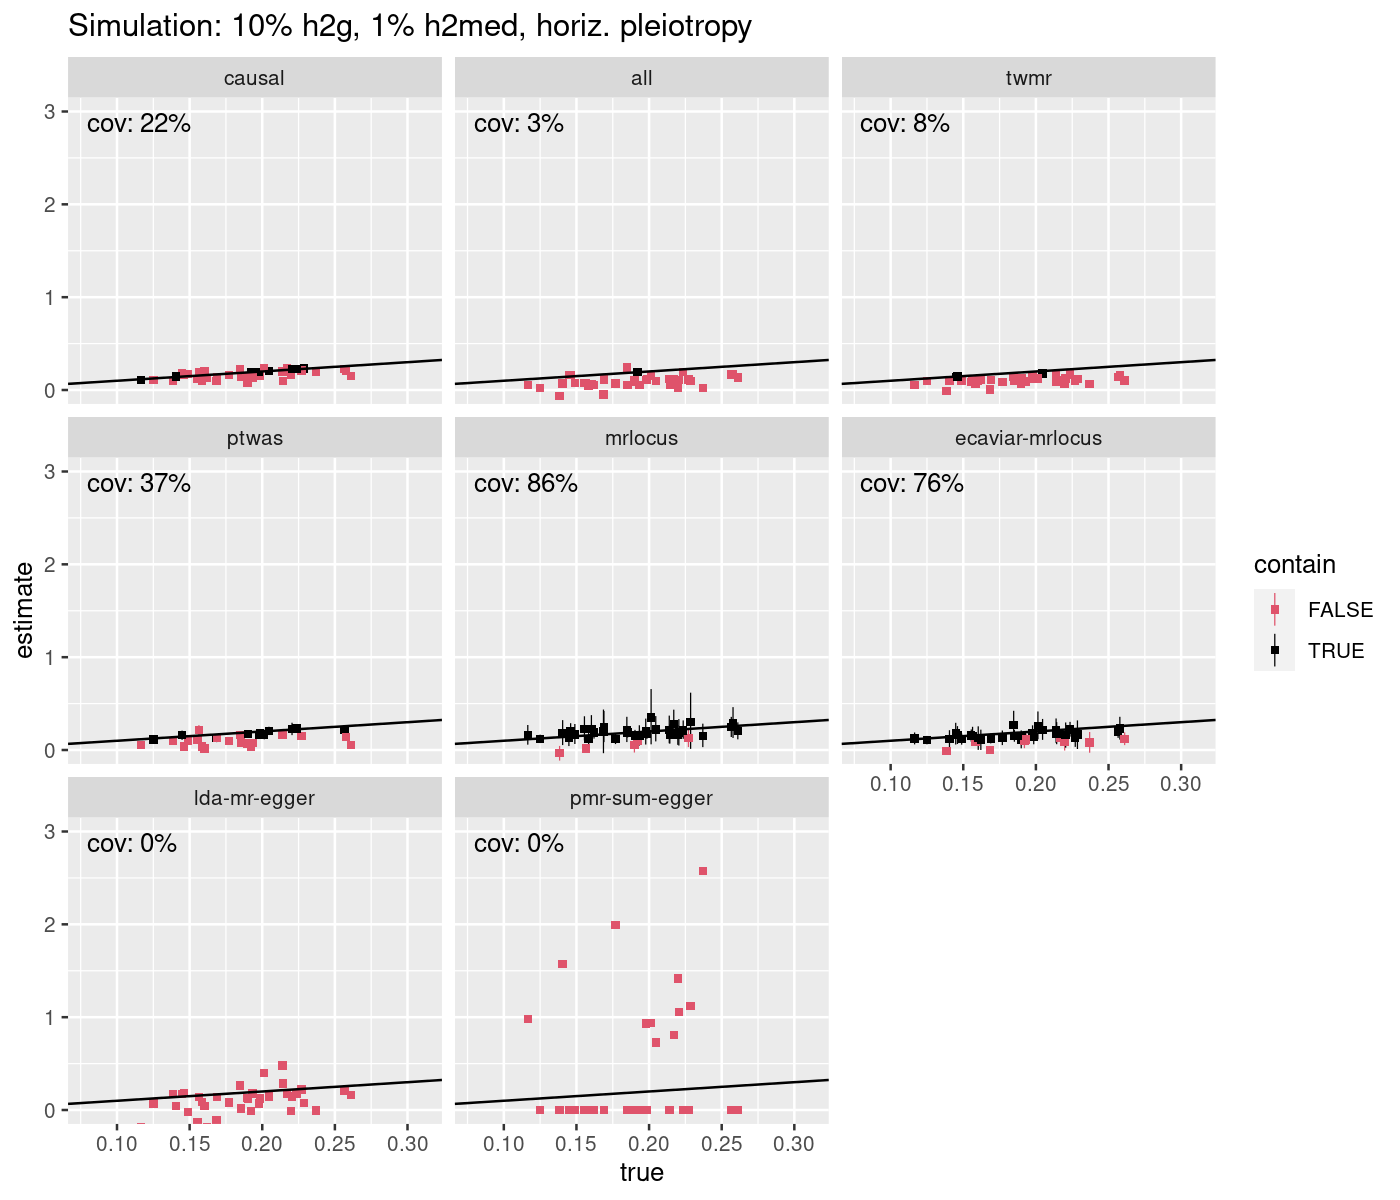 Simulation: 10% h2g, 1% h2med, horiz. pleiotropy
causal
all
twmr
cov: 22%
cov: 3%
cov: 8%
3
2
1
0
ptwas
mrlocus
ecaviar-mrlocus
cov: 37%
cov: 86%
cov: 76%
3
2
1
0
0.10 0.15 0.20 0.25 0.30
lda-mr-egger
pmr-sum-egger
cov: 0%
cov: 0%
3
2
1
0
0.10 0.15 0.20 0.25 0.30
0.10 0.15 0.20 0.25 0.30
true
estimate
contain
FALSE
TRUE